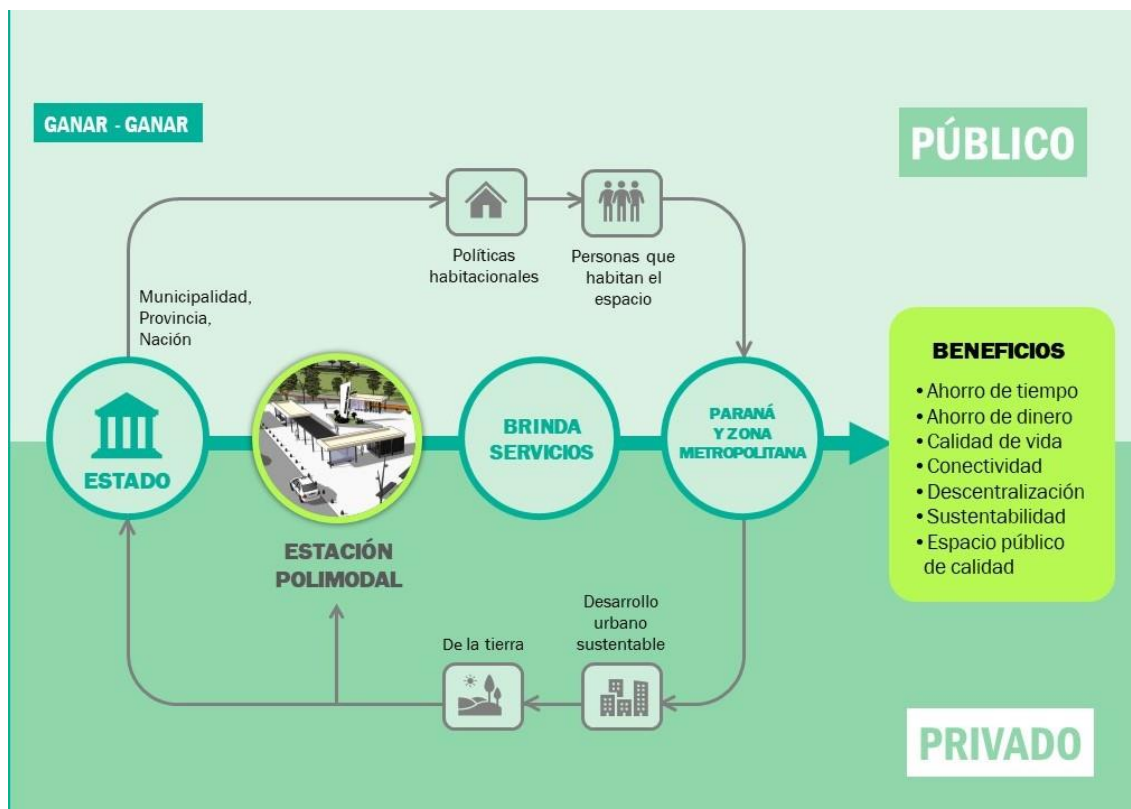 GANAR - GANAR
PÚBLICO
Políticas
habitacionales
Personas que
habitan el
espacio
Municipalidad,
Provincia,
Nación
ESTADO
ESTACIÓN
POLIMODAL
BRINDA
SERVICIOS
PARANÁ
Y ZONA
METROPOLITANA
BENEFICIOS
• Ahorro de tiempo
• Ahorro de dinero
• Calidad de vida
• Conectividad
• Descentralización
• Sustentabilidad
• Espacio público
de calidad
De la tierra
Desarrollo
urbano
sustentable
PRIVADO